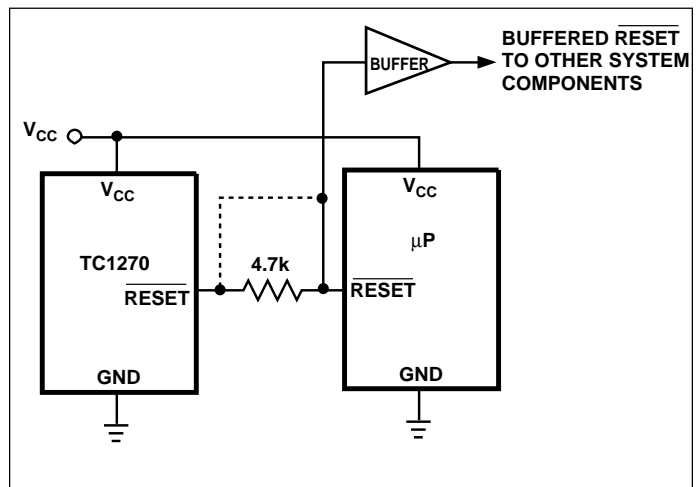 BUFFERED RESET
TO OTHER SYSTEM
COMPONENTS
BUFFER
VCC
VCC
TC1270
RESET
GND
4.7k
VCC
µP
RESET
GND